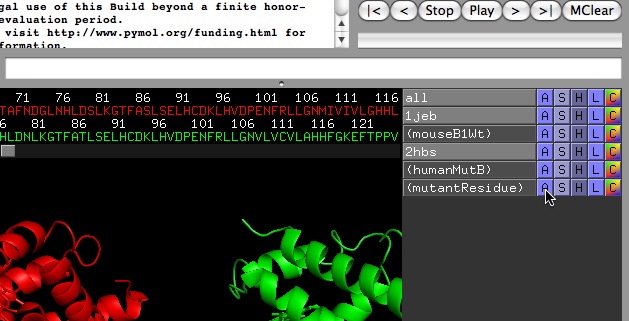 gal use of this Build beyond a finite honor-
evaluation period.
visit http://www.pymol.org/funding.html for
formation.
|< < Stop Play > >| MClear
71 76 81 86 91 96 101 106 111 116
TAFNDGLNHLDSLKGTFASLSELHCDKLHVDPENFRLLGNMIVIVLGHHL
6 81 86 91 96 101 106 111 116 121
HLDNLKGTFATLSELHCDKLHVDPENFRLLGNVLVCVLAHHFGKEFTPPV
all A S H L C
1jeb A S H L C
(mouseB1Wt) A S H L C
2hbs A S H L C
(humanMutB) A S H L C
(mutantResidue) A S H L C